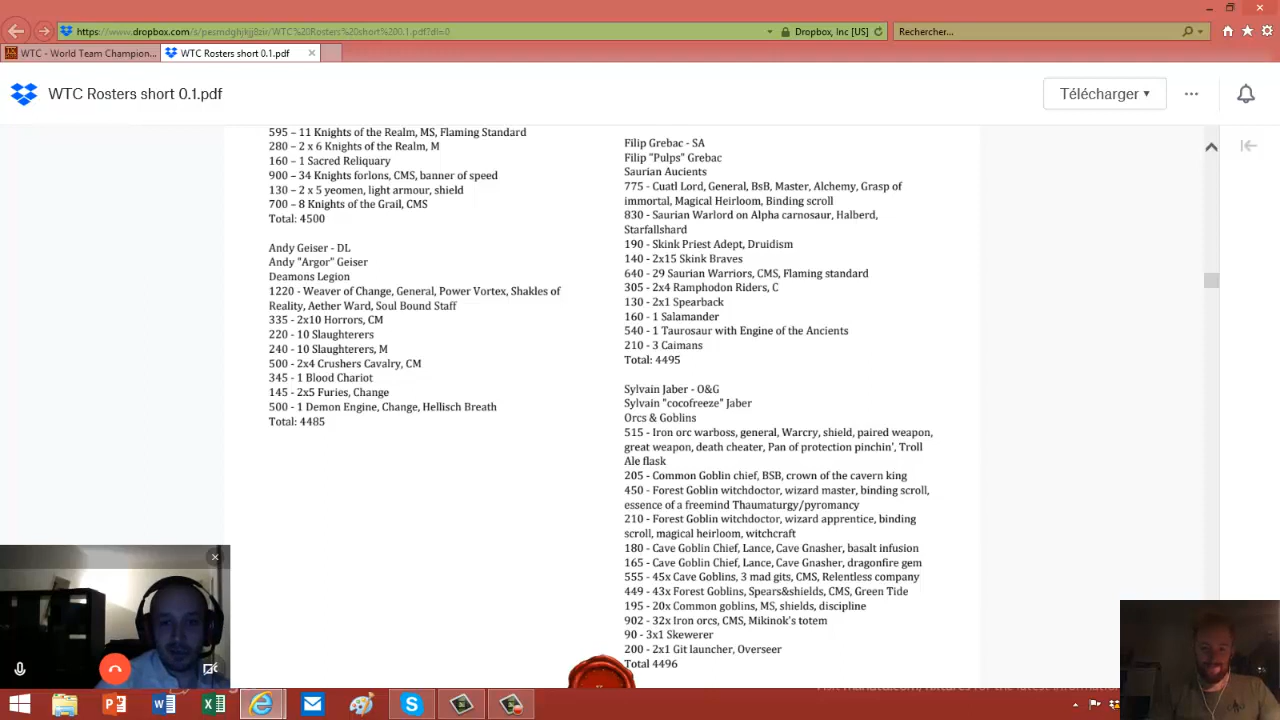 https://www.dropbox.com/s/pesmdghjkjj8zir/WTC%20Rosters%20short%200.1.pdf?dl=0
Dropbox, Inc [US]
Rechercher...
WTC - World Team Champion...
WTC Rosters short 0.1.pdf
WTC Rosters short 0.1.pdf
Télécharger
595 – 11 Knights of the Realm, MS, Flaming Standard
280 – 2 x 6 Knights of the Realm, M
160 – 1 Sacred Reliquary
900 – 34 Knights forlons, CMS, banner of speed
130 – 2 x 5 yeomen, light armour, shield
700 – 8 Knights of the Grail, CMS
Total: 4500
Andy Geiser - DL
Andy "Argor" Geiser
Deamons Legion
1220 - Weaver of Change, General, Power Vortex, Shakles of
Reality, Aether Ward, Soul Bound Staff
335 - 2x10 Horrors, CM
220 - 10 Slaughterers
240 - 10 Slaughterers, M
500 - 2x4 Crushers Cavalry, CM
345 - 1 Blood Chariot
145 - 2x5 Furies, Change
500 - 1 Demon Engine, Change, Hellisch Breath
Total: 4485
Filip Grebac - SA
Filip "Pulps" Grebac
Saurian Aucients
775 - Cuatl Lord, General, BsB, Master, Alchemy, Grasp of
immortal, Magical Heirloom, Binding scroll
830 - Saurian Warlord on Alpha carnosaur, Halberd,
Starfallshard
190 - Skink Priest Adept, Druidism
140 - 2x15 Skink Braves
640 - 29 Saurian Warriors, CMS, Flaming standard
305 - 2x4 Ramphodon Riders, C
130 - 2x1 Spearback
160 - 1 Salamander
540 - 1 Taurosaur with Engine of the Ancients
210 - 3 Caimans
Total: 4495
Sylvain Jaber - O&G
Sylvain "cocofreeze" Jaber
Orcs & Goblins
515 - Iron orc warboss, general, Warcry, shield, paired weapon,
great weapon, death cheater, Pan of protection pinchin', Troll
Ale flask
205 - Common Goblin chief, BSB, crown of the cavern king
450 - Forest Goblin witchdoctor, wizard master, binding scroll,
essence of a freemind Thaumaturgy/pyromancy
210 - Forest Goblin witchdoctor, wizard apprentice, binding
scroll, magical heirloom, witchcraft
180 - Cave Goblin Chief, Lance, Cave Gnasher, basalt infusion
165 - Cave Goblin Chief, Lance, Cave Gnasher, dragonfire gem
555 - 45x Cave Goblins, 3 mad gits, CMS, Relentless company
449 - 43x Forest Goblins, Spears&shields, CMS, Green Tide
195 - 20x Common goblins, MS, shields, discipline
902 - 32x Iron orcs, CMS, Mikinok's totem
90 - 3x1 Skewerer
200 - 2x1 Git launcher, Overseer
Total 4496